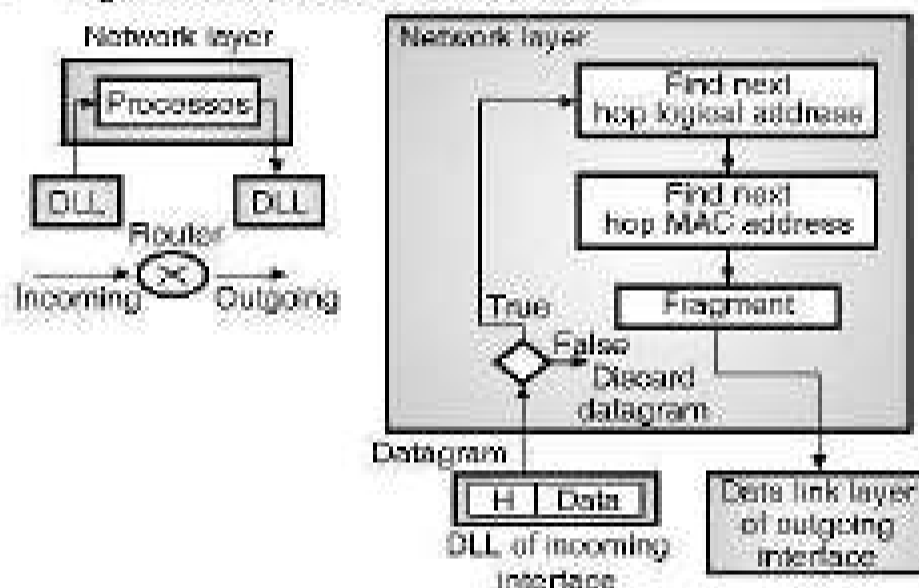 Network layer
Processes
DLL
DLL
Router
Incoming
Outgoing
Network layer
Find next
hop logical address
Find next
hop MAC address
Fragment
True
False
Discard
datagram
Datagram
H
Data
DLL of incoming
interface
Data link layer
of outgoing
interface